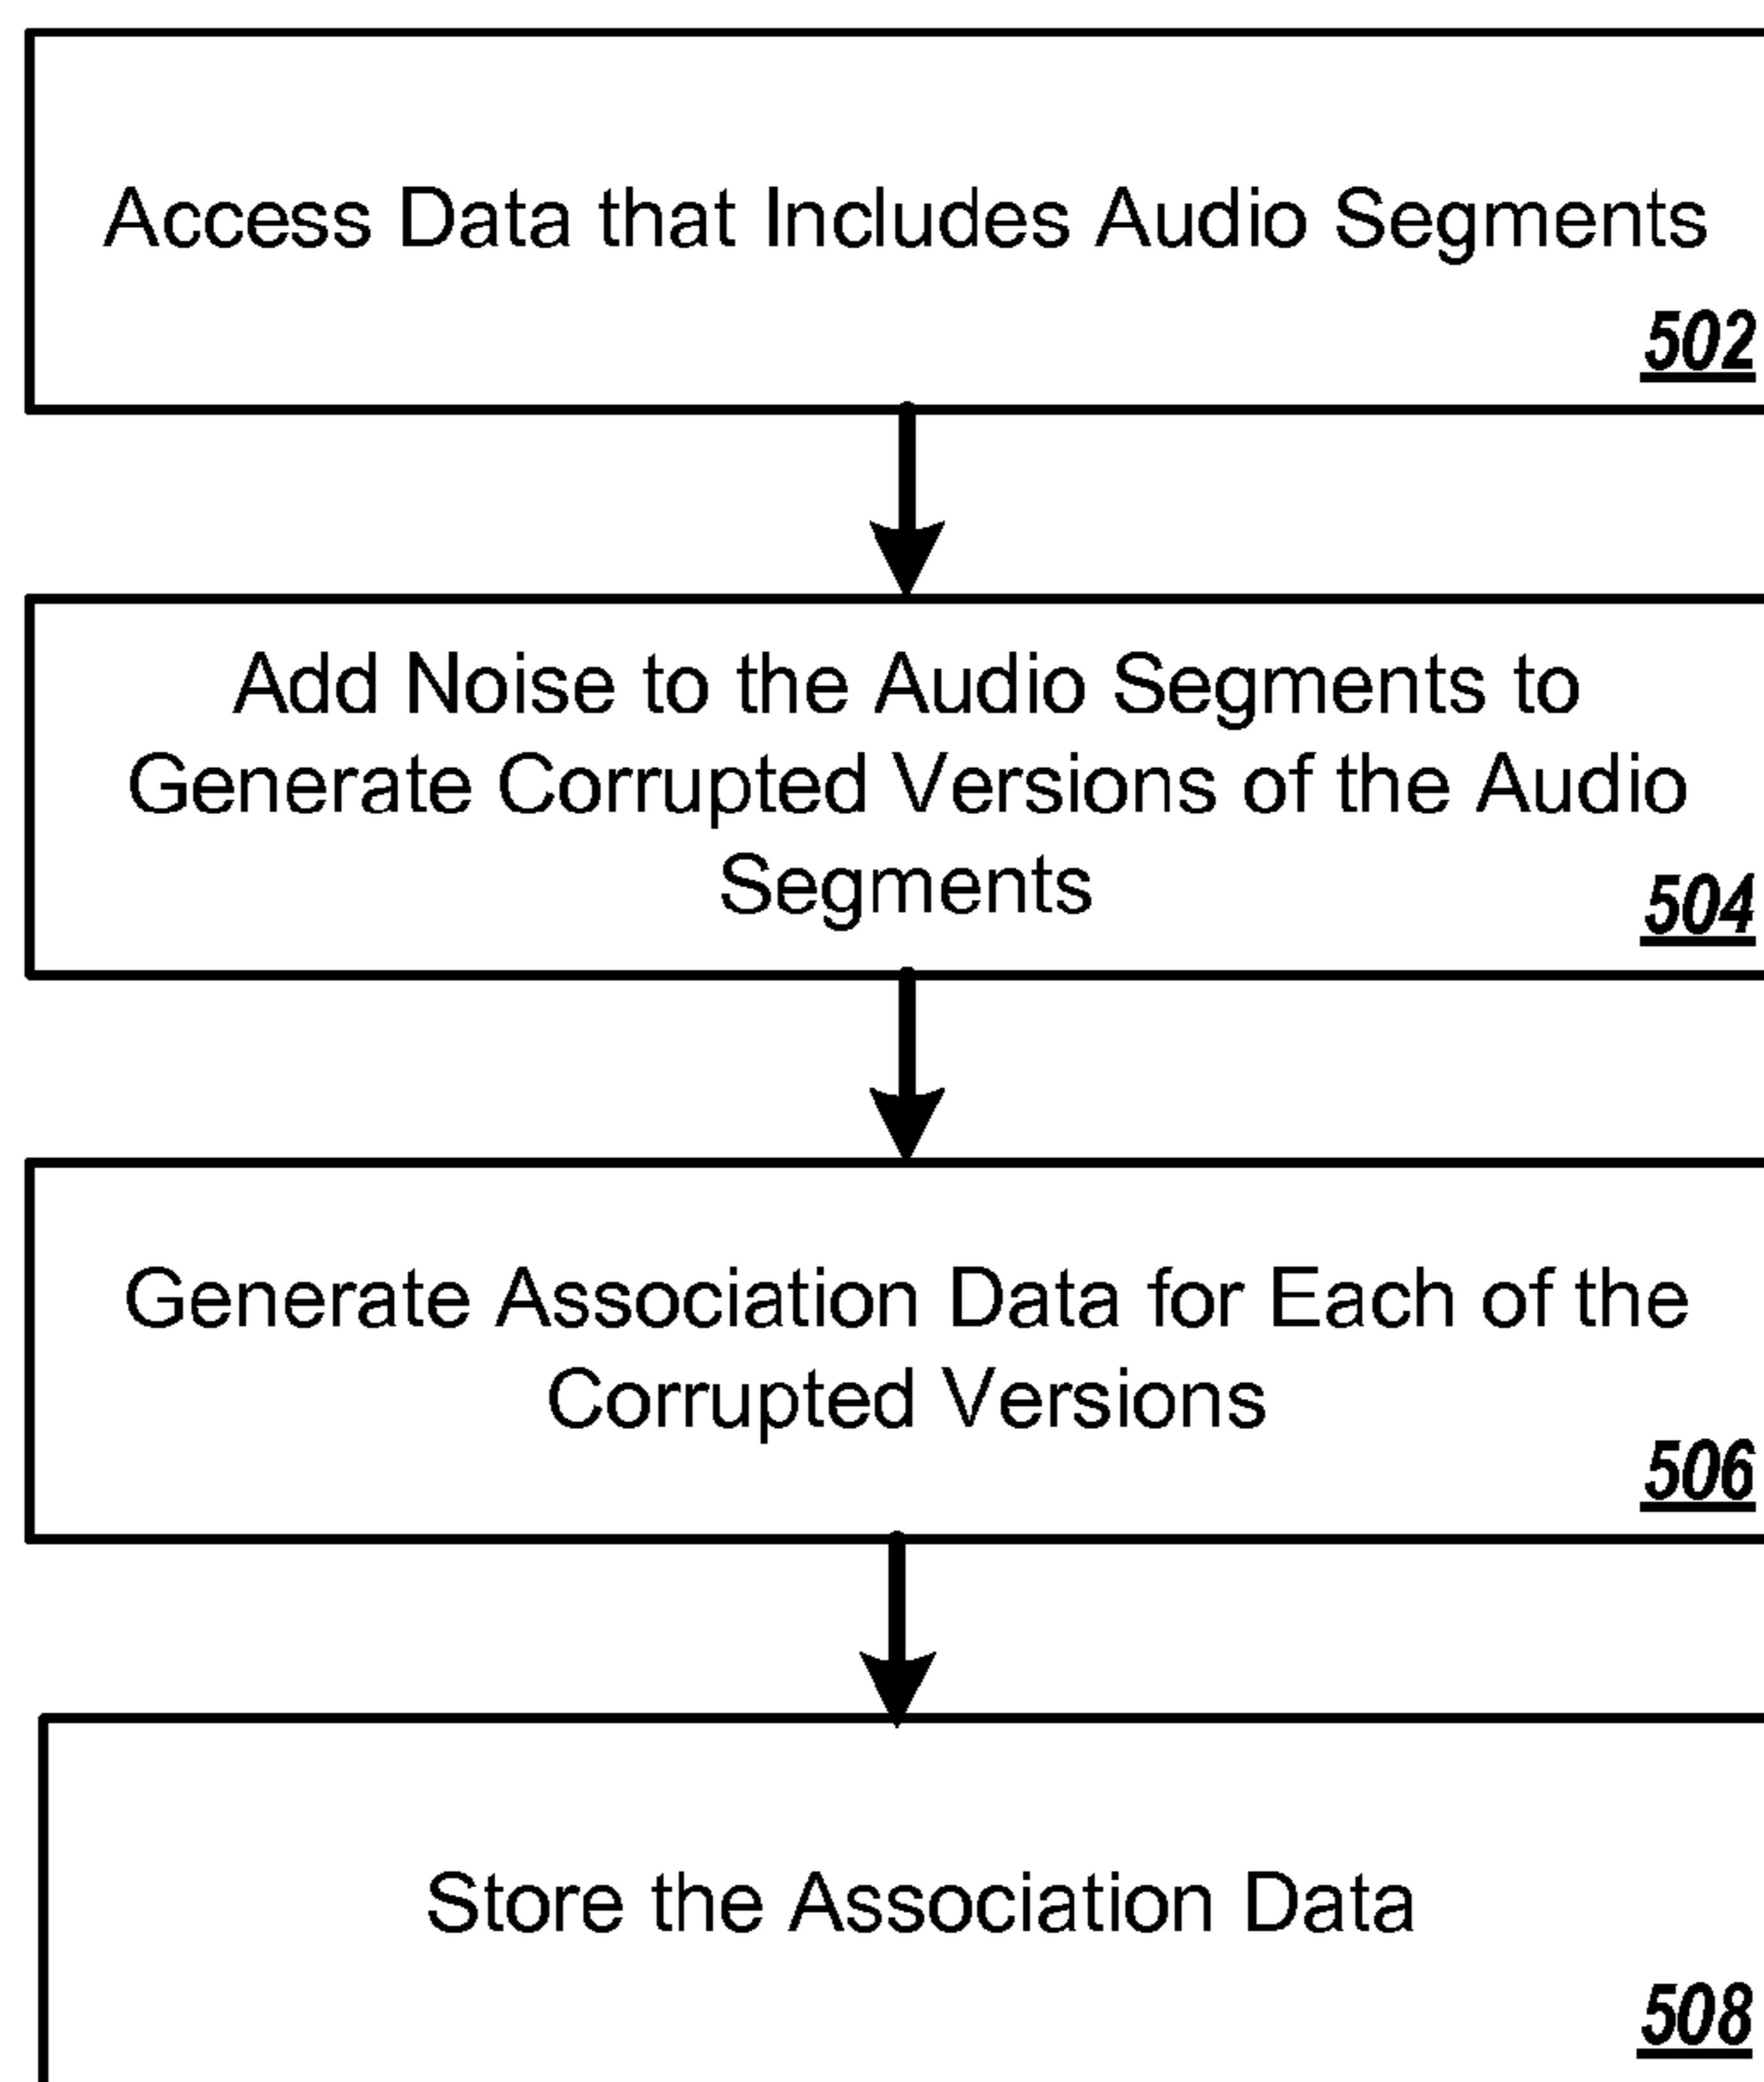 Access Data that Includes Audio Segments
502
Add Noise to the Audio Segments to
Generate Corrupted Versions of the Audio
Segments
504
Generate Association Data for Each of the
Corrupted Versions
506
Store the Association Data
508